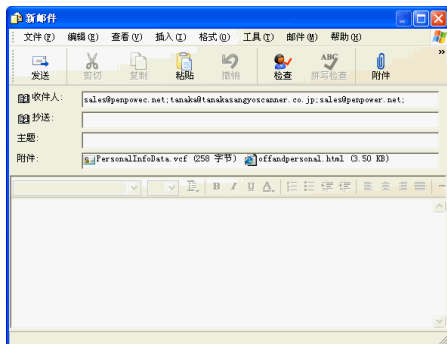 新邮件
文件(F) 编辑(E) 查看(V) 插入(I) 格式(O) 工具(T) 邮件(M) 帮助(H)
发送 剪切 复制 粘贴 撤销 检查 拼写检查 附件 »
收件人: sales@penpowec.net;tanaka@tanakasangyoscanner.co.jp;sales@penpower.net;
抄送:
主题:
附件: PersonalInfoData.vcf (258 字节) offandpersonal.html (3.50 KB)
B I U A